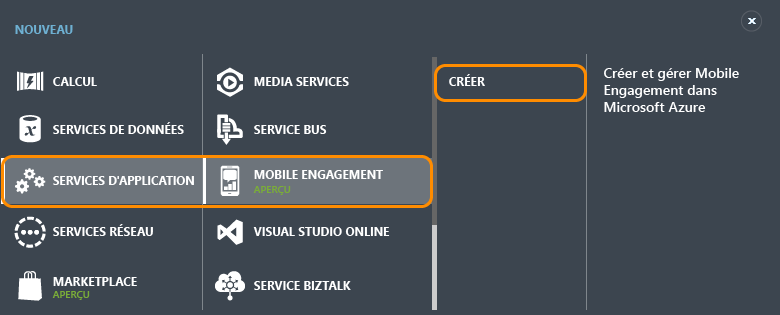 NOUVEAU
CALCUL
SERVICES DE DONNÉES
SERVICES D'APPLICATION
SERVICES RÉSEAU
MARKETPLACE
APERÇU
MEDIA SERVICES
SERVICE BUS
MOBILE ENGAGEMENT
APERÇU
VISUAL STUDIO ONLINE
SERVICE BIZTALK
CRÉER
Créer et gérer Mobile
Engagement dans
Microsoft Azure